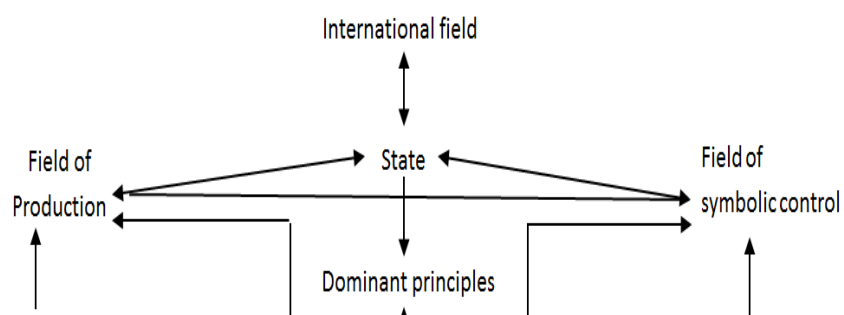 International field
Field of
Production
State
Field of
symbolic control
Dominant principles